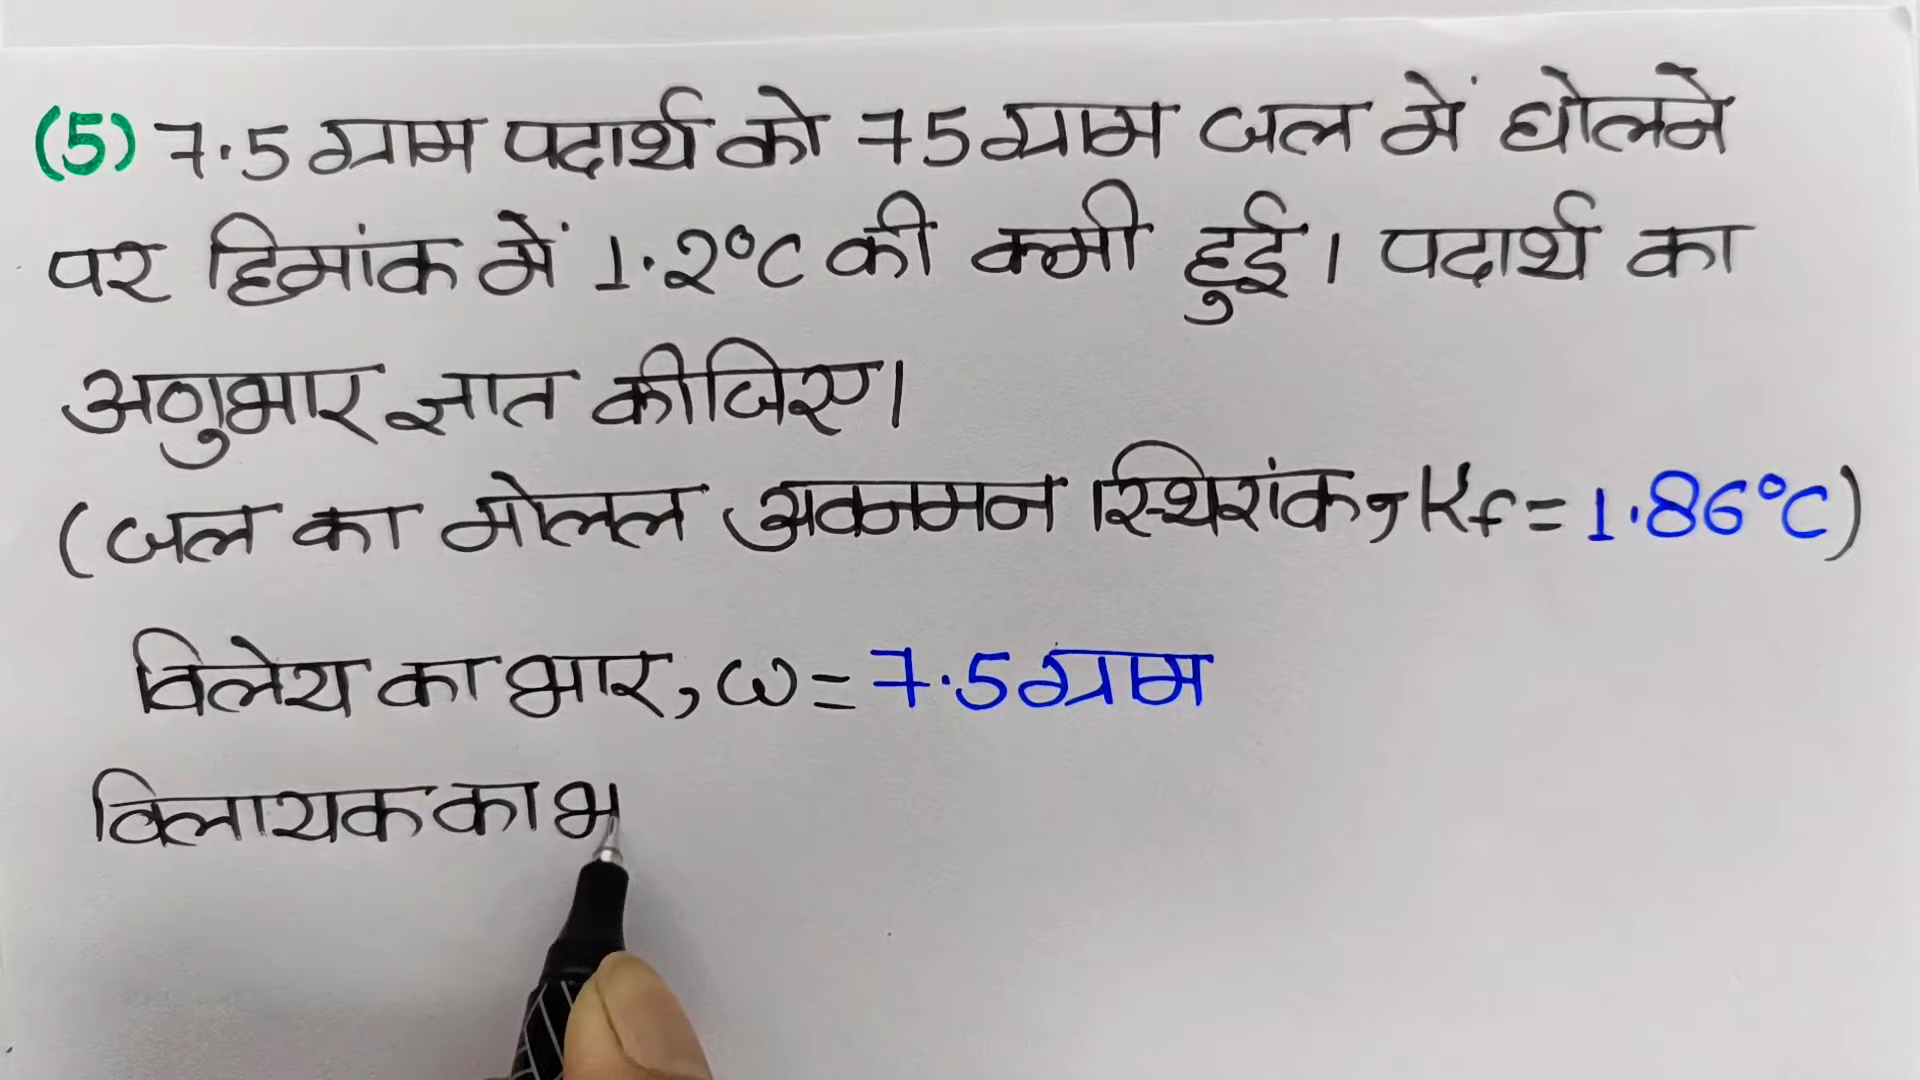 (5) 7.5 ग्राम पदार्थ को 75 ग्राम जल में घोलने
पर हिमांक में 1.2°C की कमी हुई। पदार्थ का
अणुभार ज्ञात कीजिए।
(जल का मोलल अवनमन स्थिरांक, Kf = 1.86°C)
विलेय का भार, w = 7.5 ग्राम
विलायक का भ